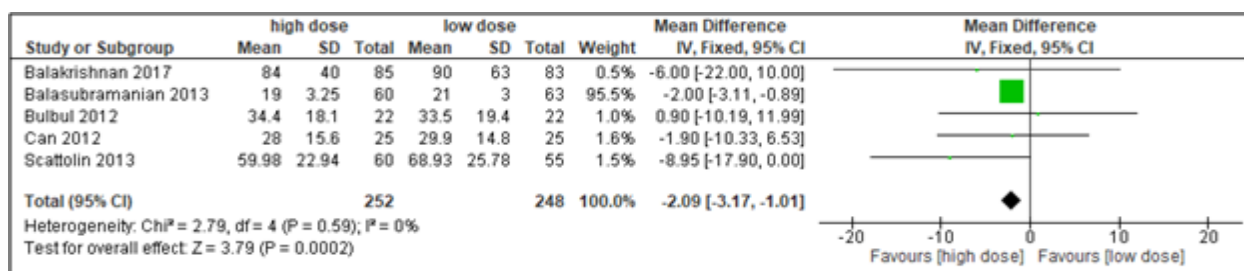 high dose low dose Mean Difference Mean Difference
Study or Subgroup Mean SD Total Mean SD Total Weight IV, Fixed, 95% CI IV, Fixed, 95% CI
Balakrishnan 2017 84 40 85 90 63 83 0.5% -6.00 [-22.00, 10.00]
Balasubramanian 2013 19 3.25 60 21 3 63 95.5% -2.00 [-3.11, -0.89]
Bulbul 2012 34.4 18.1 22 33.5 19.4 22 1.0% 0.90 [-10.19, 11.99]
Can 2012 28 15.6 25 29.9 14.8 25 1.6% -1.90 [-10.33, 6.53]
Scattolin 2013 59.98 22.94 60 68.93 25.78 55 1.5% -8.95 [-17.90, 0.00]
Total (95% CI) 252 248 100.0% -2.09 [-3.17, -1.01]
Heterogeneity: Chi² = 2.79, df = 4 (P = 0.59); I² = 0%
Test for overall effect: Z = 3.79 (P = 0.0002)
-20 -10 0 10 20
Favours [high dose] Favours [low dose]